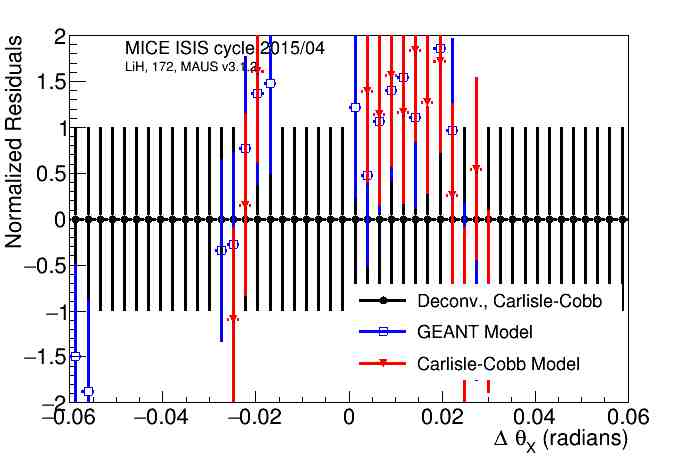 MICE ISIS cycle 2015/04
LiH, 172, MAUS v3.1.2
Normalized Residuals
2
1.5
1
0.5
0
−0.5
−1
−1.5
−2
Deconv., Carlisle-Cobb
GEANT Model
Carlisle-Cobb Model
−0.06 −0.04 −0.02 0 0.02 0.04 0.06
Δ θX (radians)